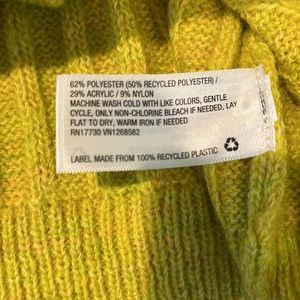 62% POLYESTER (50% RECYCLED POLYESTER) /
29% ACRYLIC / 9% NYLON
MACHINE WASH COLD WITH LIKE COLORS, GENTLE
CYCLE, ONLY NON-CHLORINE BLEACH IF NEEDED, LAY
FLAT TO DRY, WARM IRON IF NEEDED
RN17730 VN1268582
LABEL MADE FROM 100% RECYCLED PLASTIC